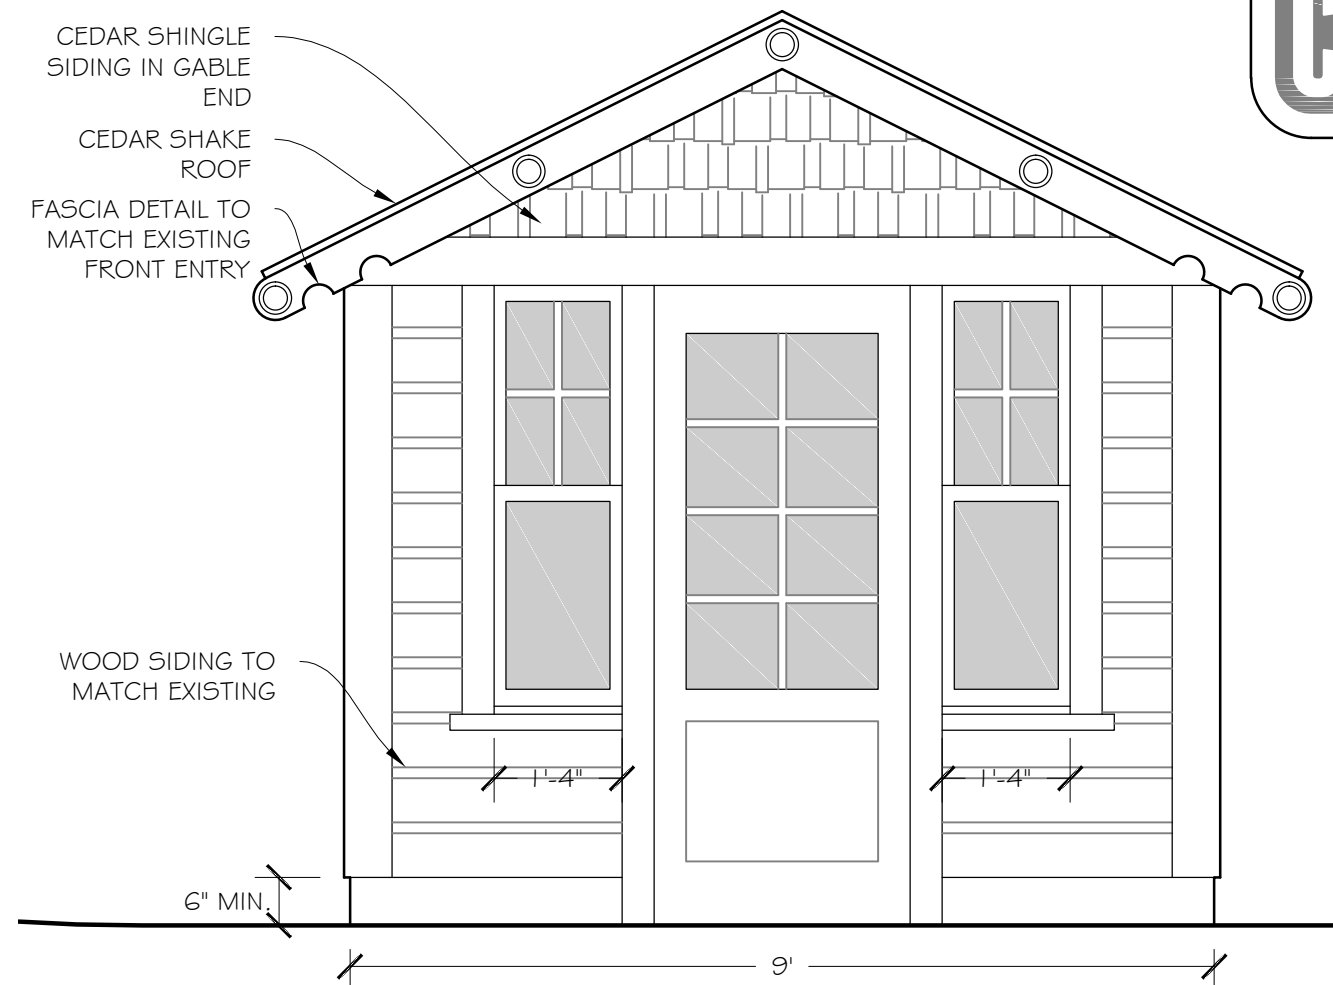 CEDAR SHINGLE
SIDING IN GABLE
END
CEDAR SHAKE
ROOF
FASCIA DETAIL TO
MATCH EXISTING
FRONT ENTRY
WOOD SIDING TO
MATCH EXISTING
1'-4"
1'-4"
6" MIN.
9'